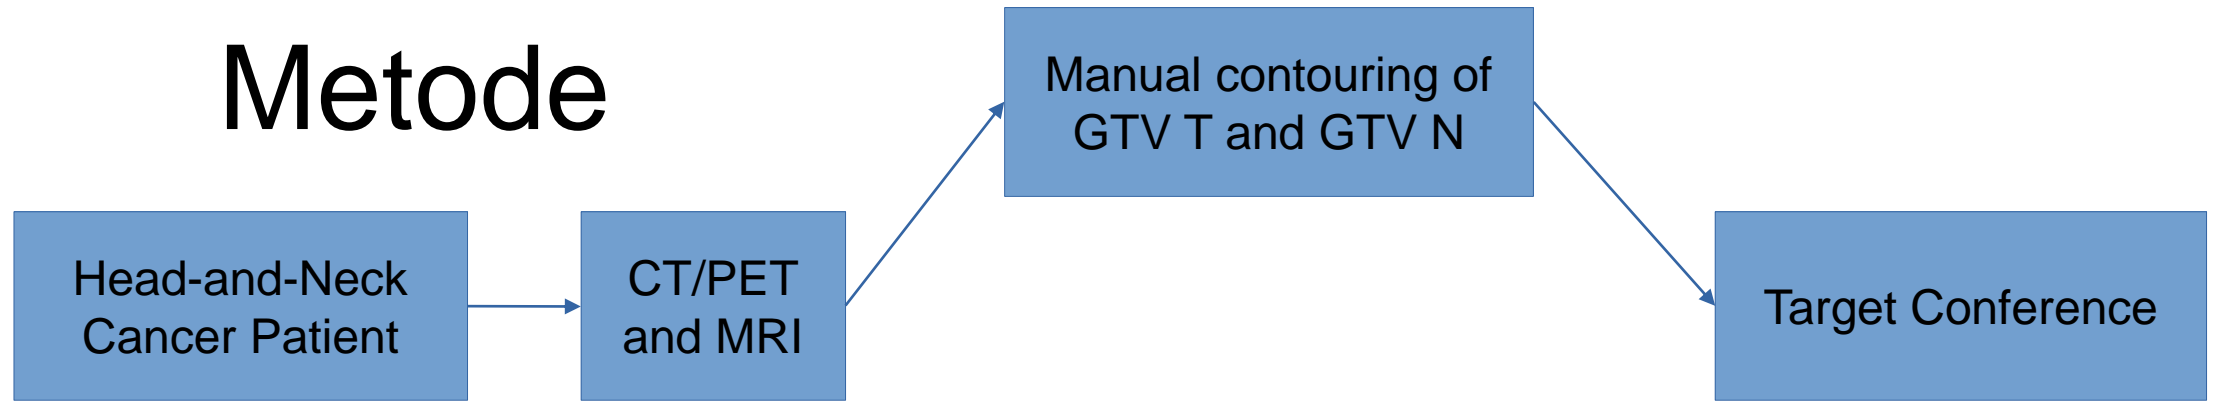 Metode
Head-and-Neck
Cancer Patient
CT/PET
and MRI
Manual contouring of
GTV T and GTV N
Target Conference